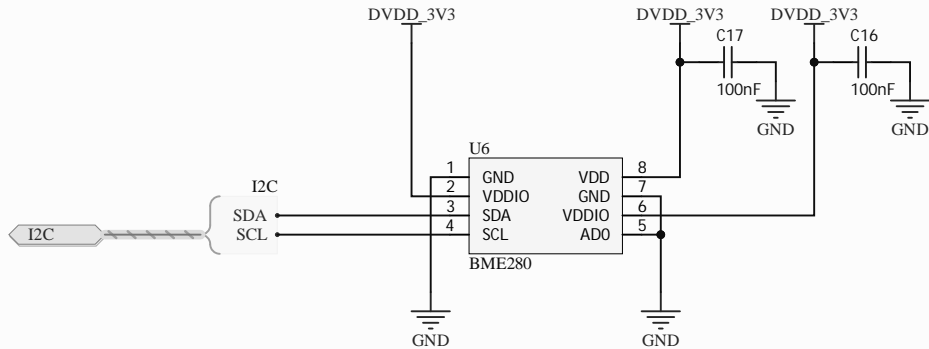 DVDD_3V3
DVDD_3V3
DVDD_3V3
C17
C16
100nF
100nF
GND
GND
U6
1
GND
VDD
8
2
VDDIO
GND
7
3
SDA
VDDIO
6
4
SCL
AD0
5
BME280
I2C
SDA
SCL
I2C
GND
GND